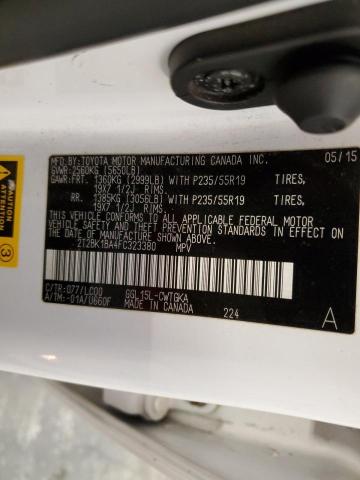 MFD.BY:TOYOTA MOTOR MANUFACTURING CANADA INC. 05/15
GVWR:2560KG (5650LB)
GAWR:FRT. 1360KG (2999LB) WITH P235/55R19 TIRES,
19X7 1/2J RIMS.
RR. 1385KG (3056LB) WITH P235/55R19 TIRES,
19X7 1/2J RIMS.
THIS VEHICLE CONFORMS TO ALL APPLICABLE FEDERAL MOTOR
VEHICLE SAFETY STANDARDS IN EFFECT ON THE DATE OF
MANUFACTURE SHOWN ABOVE.
2T2BK1BA4FC323380 MPV
C/TR:077/LC00 GGL15L-CWTGKA
A/TM:-01A/U660F MADE IN CANADA 224 A
CAUTION
ATTENTION
3